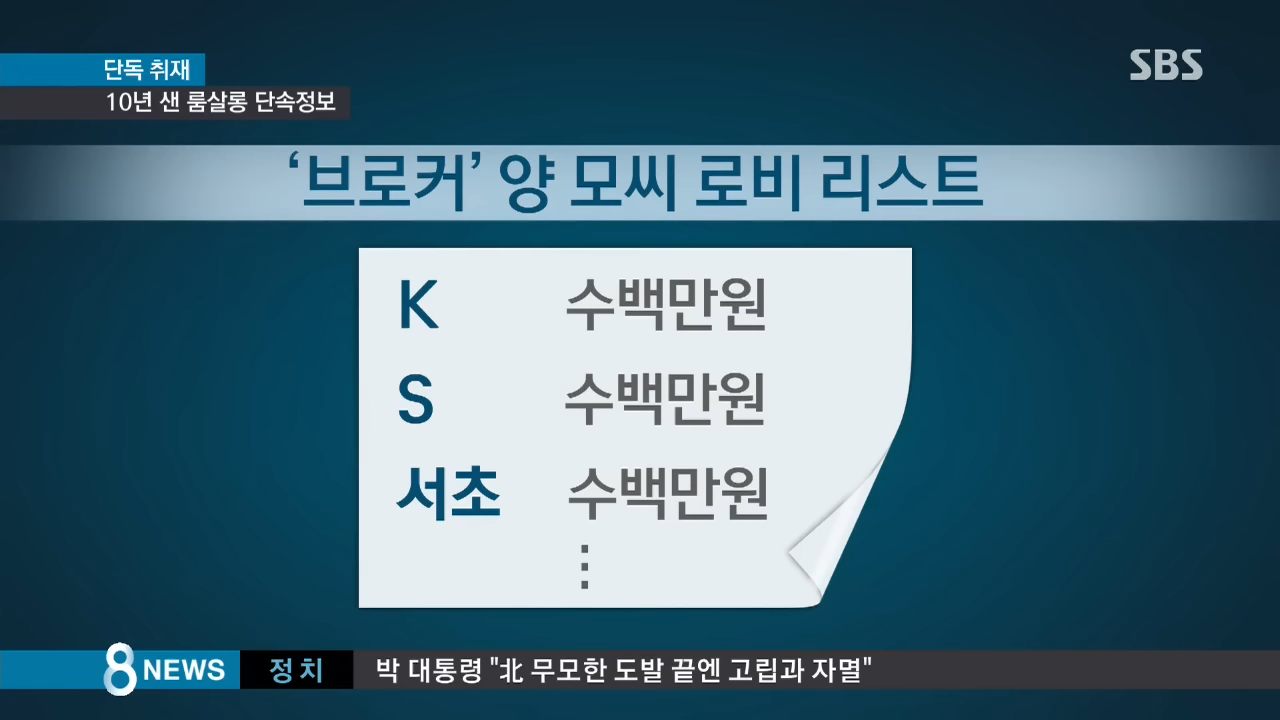 단독 취재
SBS
10년 샌 룸살롱 단속정보
‘브로커’ 양 모씨 로비 리스트
K 수백만원
S 수백만원
서초 수백만원
⋮
8 NEWS 정치 박 대통령 "北 무모한 도발 끝엔 고립과 자멸"